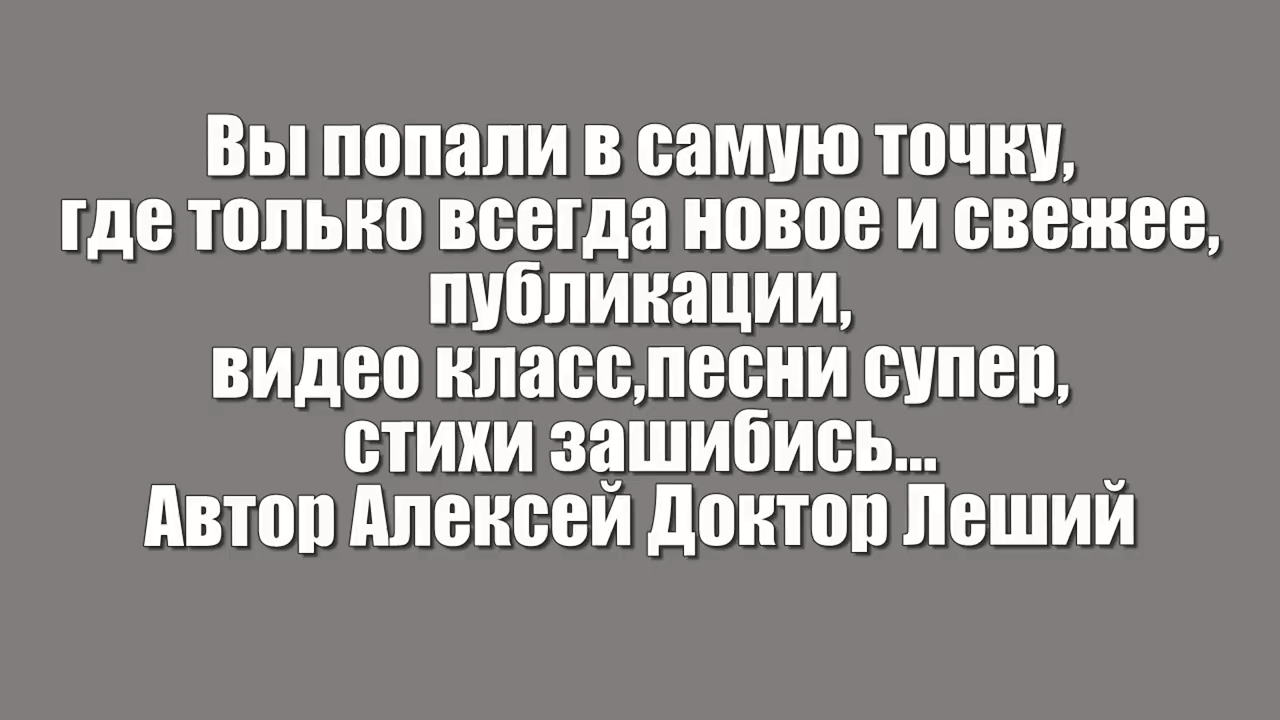 Вы попали в самую точку,
где только всегда новое и свежее,
публикации,
видео класс,песни супер,
стихи зашибись...
Автор Алексей Доктор Леший